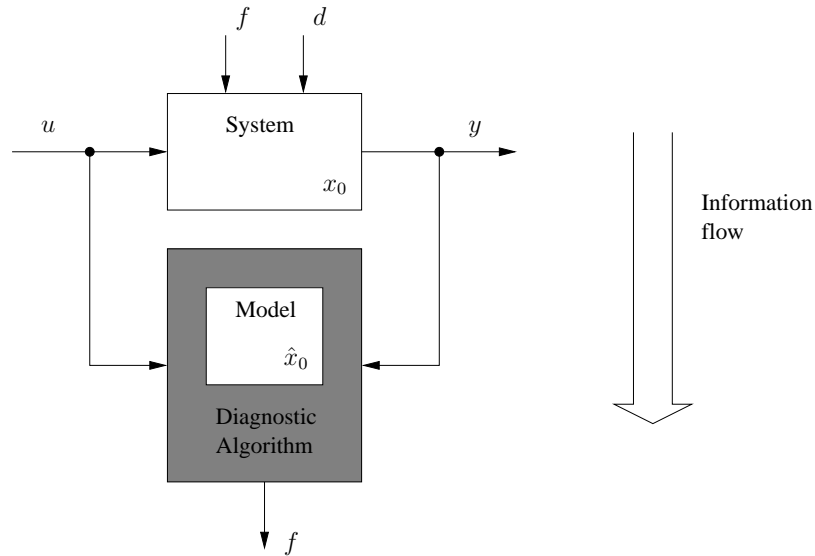 f
d
u
System
y
x₀
Information
flow
Model
x̂₀
Diagnostic
Algorithm
f